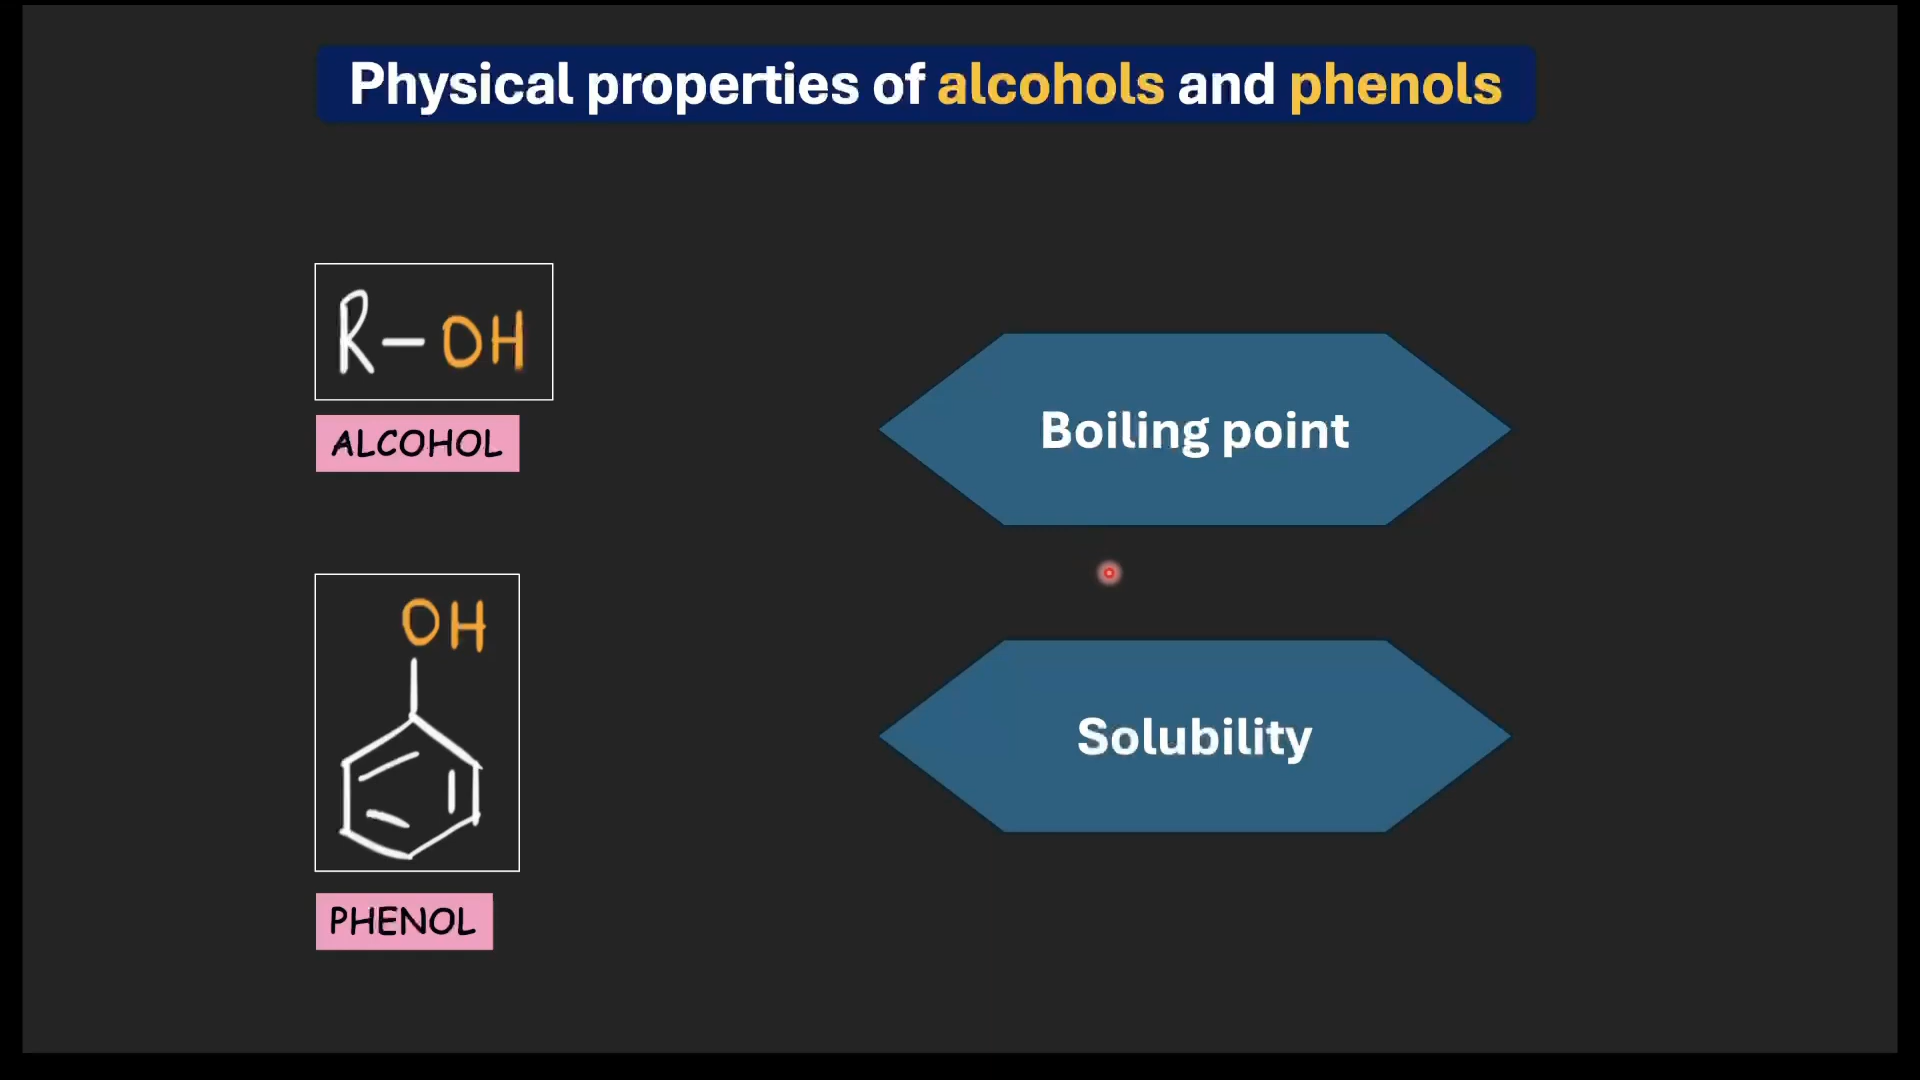 Physical properties of alcohols and phenols
R-OH
ALCOHOL
Boiling point
OH
Solubility
PHENOL